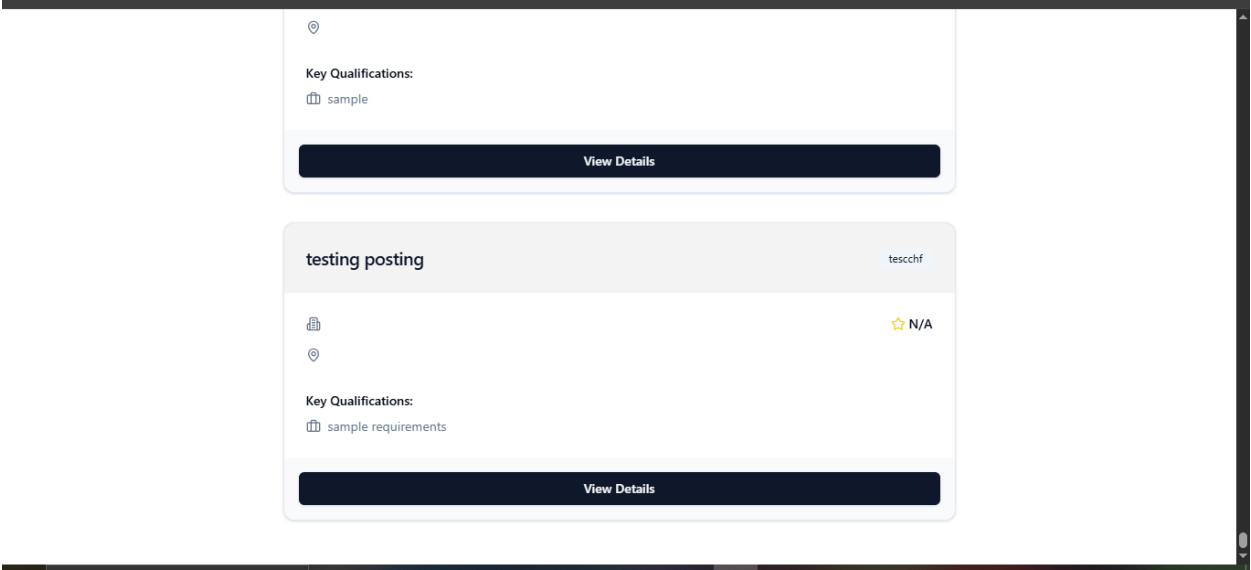 Key Qualifications:
sample
View Details
testing posting
tescchf
N/A
Key Qualifications:
sample requirements
View Details